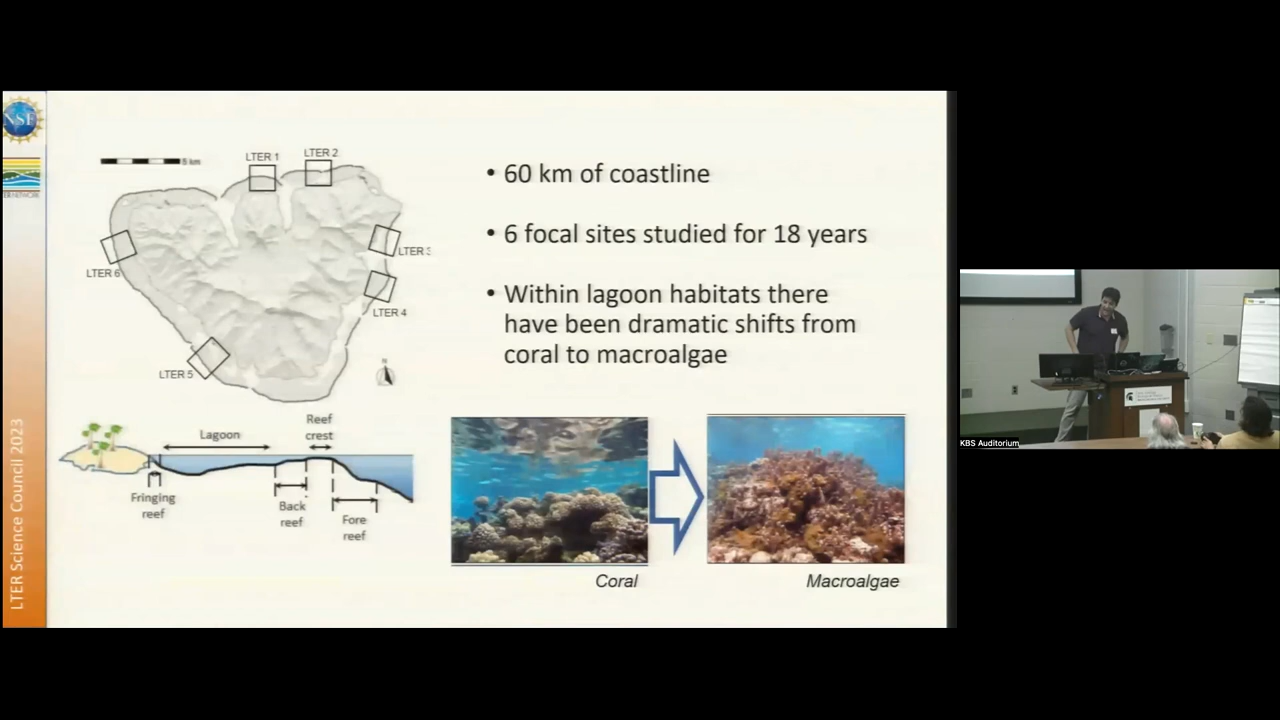 NSF
LTER Science Council 2023
5 km
LTER 1
LTER 2
LTER 3
LTER 4
LTER 5
LTER 6
N
• 60 km of coastline
• 6 focal sites studied for 18 years
• Within lagoon habitats there
have been dramatic shifts from
coral to macroalgae
Lagoon
Reef
crest
Fringing
reef
Back
reef
Fore
reef
Coral
Macroalgae
KBS Auditorium